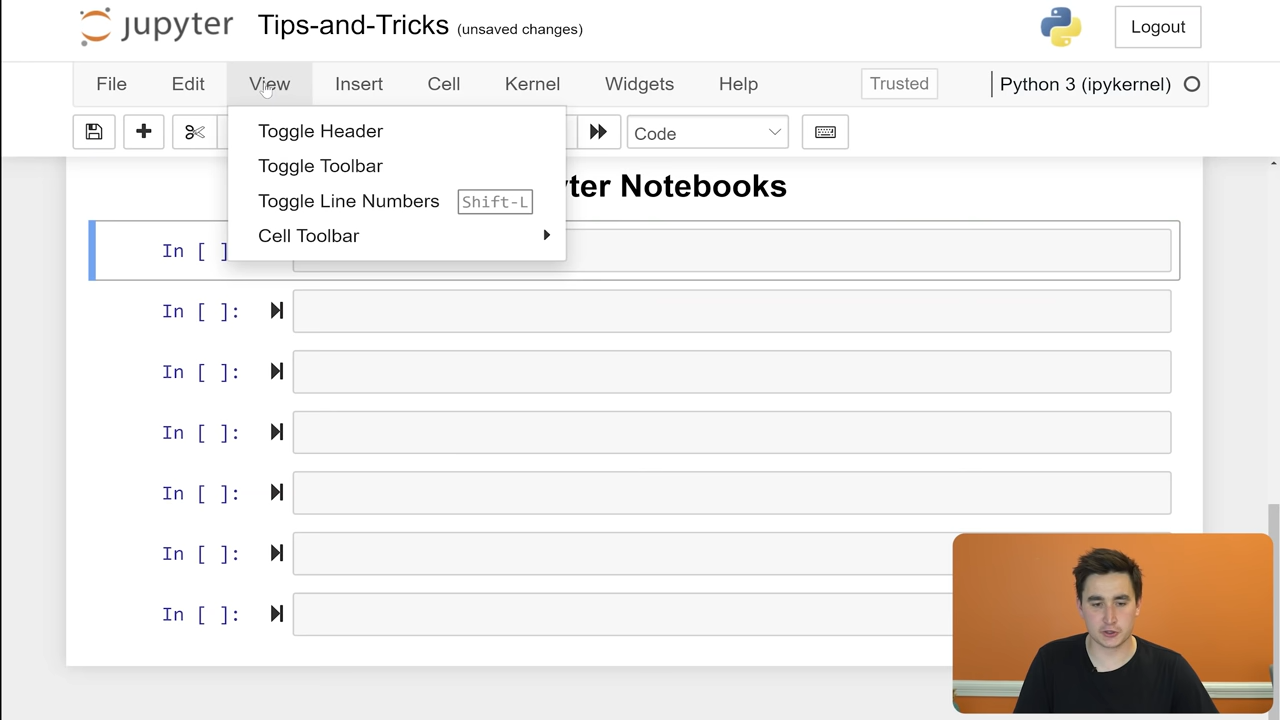 jupyter Tips-and-Tricks (unsaved changes) Logout
File Edit View Insert Cell Kernel Widgets Help Trusted Python 3 (ipykernel)
Code
Toggle Header
Toggle Toolbar
Toggle Line Numbers Shift-L
Cell Toolbar
yter Notebooks
In [ ]
In [ ]:
In [ ]:
In [ ]:
In [ ]:
In [ ]:
In [ ]: